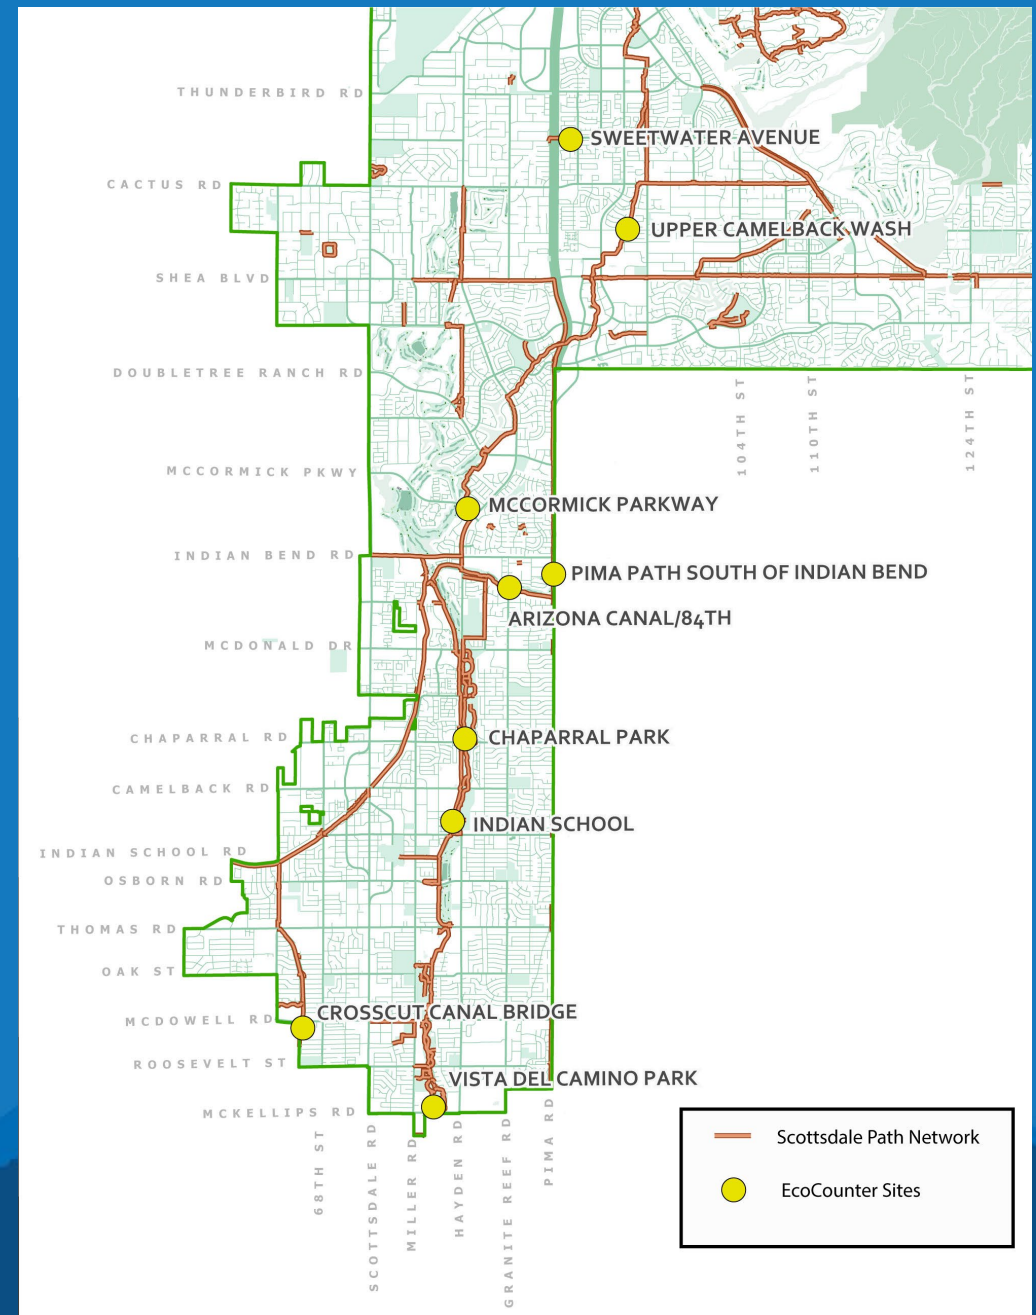 THUNDERBIRD RD
SWEETWATER AVENUE
CACTUS RD
UPPER CAMELBACK WASH
SHEA BLVD
DOUBLETREE RANCH RD
104TH ST
110TH ST
124TH ST
MCCORMICK PKWY
MCCORMICK PARKWAY
INDIAN BEND RD
PIMA PATH SOUTH OF INDIAN BEND
ARIZONA CANAL/84TH
MCDONALD DR
CHAPARRAL RD
CHAPARRAL PARK
CAMELBACK RD
INDIAN SCHOOL
INDIAN SCHOOL RD
OSBORN RD
THOMAS RD
OAK ST
CROSSCUT CANAL BRIDGE
MCDOWELL RD
ROOSEVELT ST
VISTA DEL CAMINO PARK
MCKELLIPS RD
68TH ST
SCOTTSDALE RD
MILLER RD
HAYDEN RD
GRANITE REEF RD
PIMA RD
Scottsdale Path Network
EcoCounter Sites